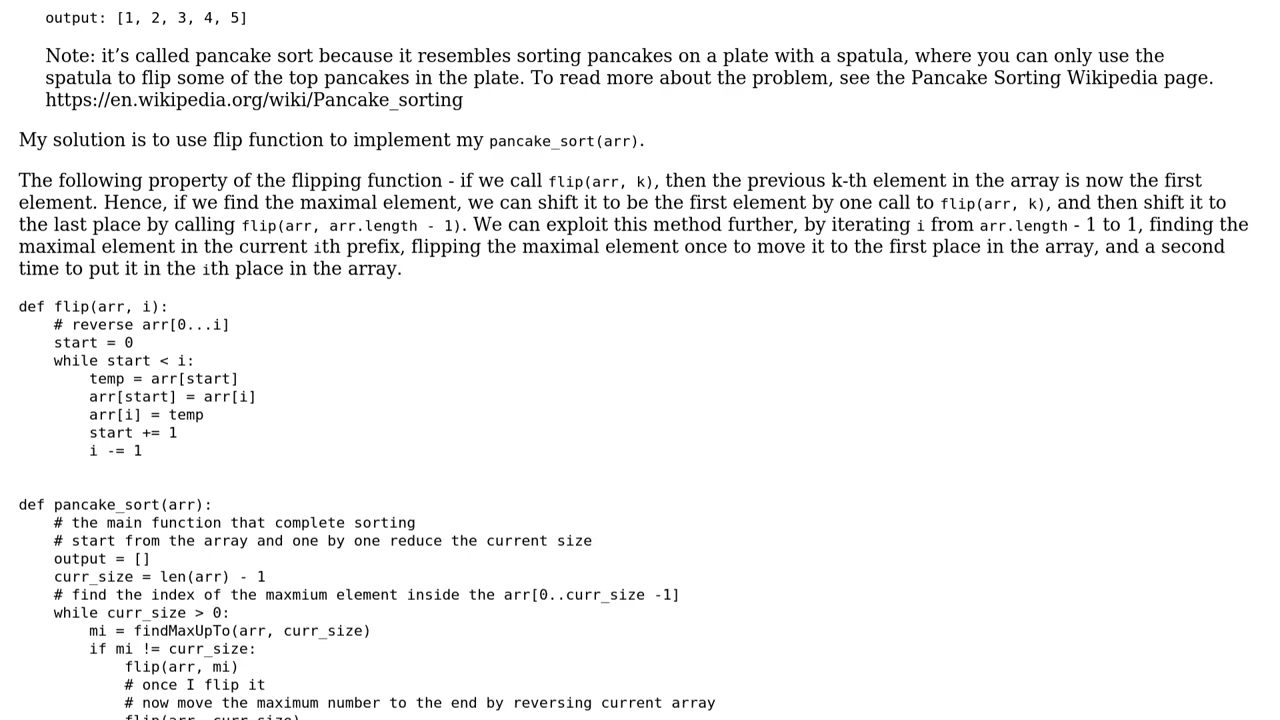 output: [1, 2, 3, 4, 5]
Note: it’s called pancake sort because it resembles sorting pancakes on a plate with a spatula, where you can only use the
spatula to flip some of the top pancakes in the plate. To read more about the problem, see the Pancake Sorting Wikipedia page.
https://en.wikipedia.org/wiki/Pancake_sorting
My solution is to use flip function to implement my pancake_sort(arr).
The following property of the flipping function - if we call flip(arr, k), then the previous k-th element in the array is now the first
element. Hence, if we find the maximal element, we can shift it to be the first element by one call to flip(arr, k), and then shift it to
the last place by calling flip(arr, arr.length - 1). We can exploit this method further, by iterating i from arr.length - 1 to 1, finding the
maximal element in the current ith prefix, flipping the maximal element once to move it to the first place in the array, and a second
time to put it in the ith place in the array.
def flip(arr, i):
    # reverse arr[0...i]
    start = 0
    while start < i:
        temp = arr[start]
        arr[start] = arr[i]
        arr[i] = temp
        start += 1
        i -= 1
def pancake_sort(arr):
    # the main function that complete sorting
    # start from the array and one by one reduce the current size
    output = []
    curr_size = len(arr) - 1
    # find the index of the maxmium element inside the arr[0..curr_size -1]
    while curr_size > 0:
        mi = findMaxUpTo(arr, curr_size)
        if mi != curr_size:
            flip(arr, mi)
            # once I flip it
            # now move the maximum number to the end by reversing current array
            flip(arr, curr_size)